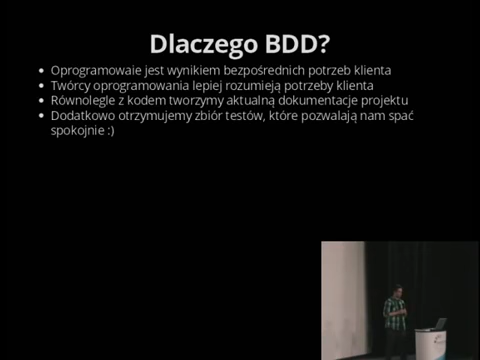 Dlaczego BDD?
Oprogramowaie jest wynikiem bezpośrednich potrzeb klienta
Twórcy oprogramowania lepiej rozumieją potrzeby klienta
Równolegle z kodem tworzymy aktualną dokumentacje projektu
Dodatkowo otrzymujemy zbiór testów, które pozwalają nam spać
spokojnie :)